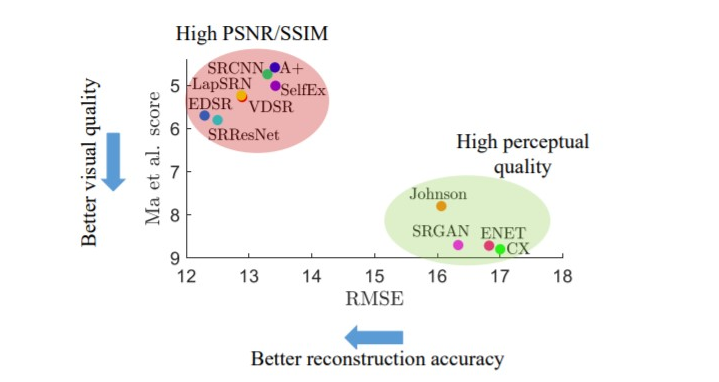 High PSNR/SSIM
SRCNN
A+
LapSRN
SelfEx
EDSR
VDSR
SRResNet
High perceptual
quality
Johnson
SRGAN
ENET
CX
Better visual quality
Ma et al. score
5
6
7
8
9
12 13 14 15 16 17 18
RMSE
Better reconstruction accuracy